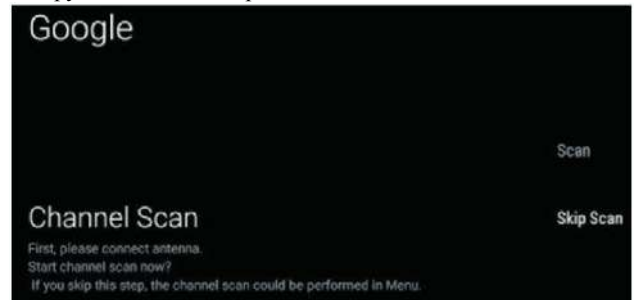 Google
Scan
Channel Scan
Skip Scan
First, please connect antenna.
Start channel scan now?
If you skip this step, the channel scan could be performed in Menu.